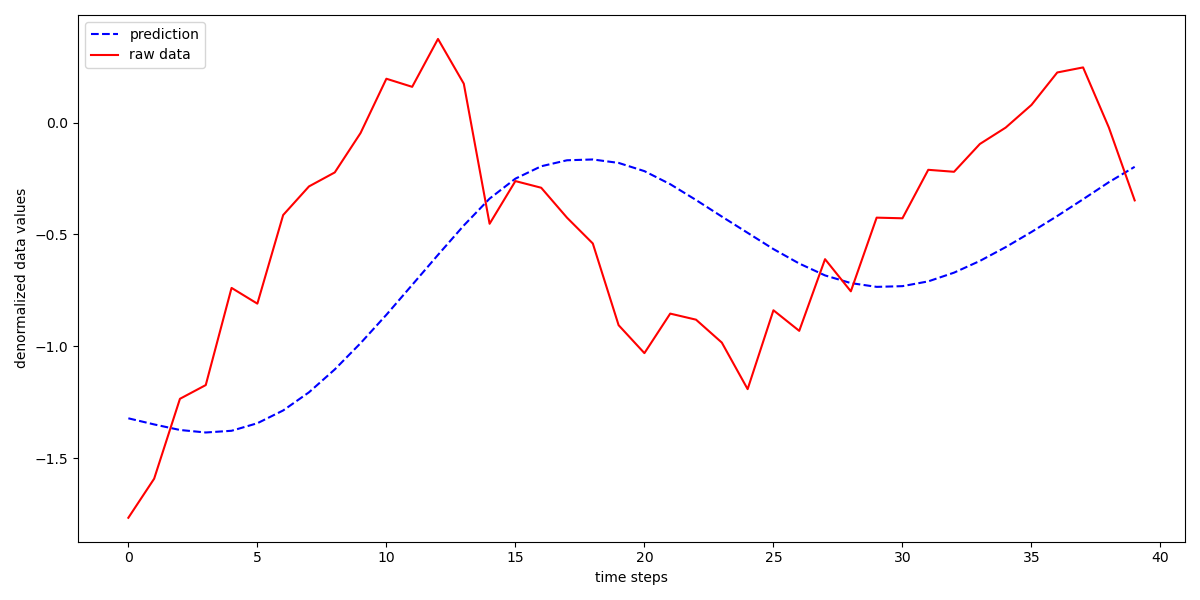 prediction
raw data
0.0
−0.5
−1.0
−1.5
denormalized data values
0 5 10 15 20 25 30 35 40
time steps